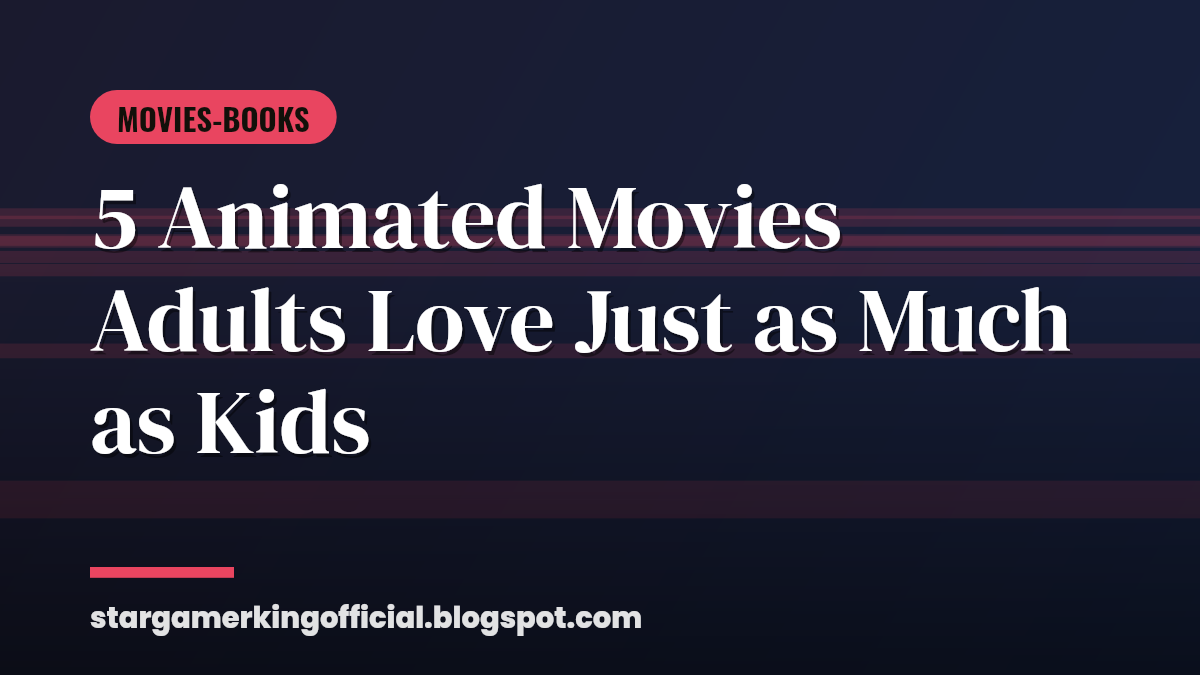 MOVIES-BOOKS
5 Animated Movies
Adults Love Just as Much
as Kids
stargamerkingofficial.blogspot.com